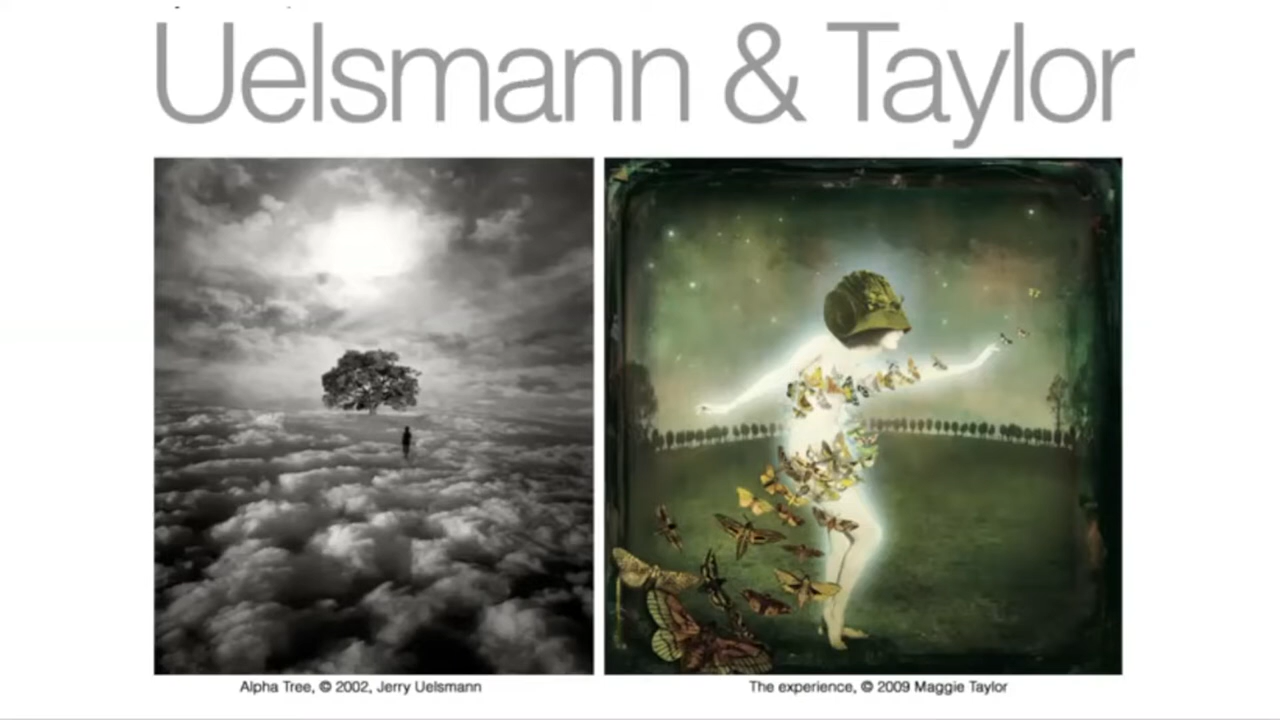 Uelsmann & Taylor
Alpha Tree, © 2002, Jerry Uelsmann
The experience, © 2009 Maggie Taylor